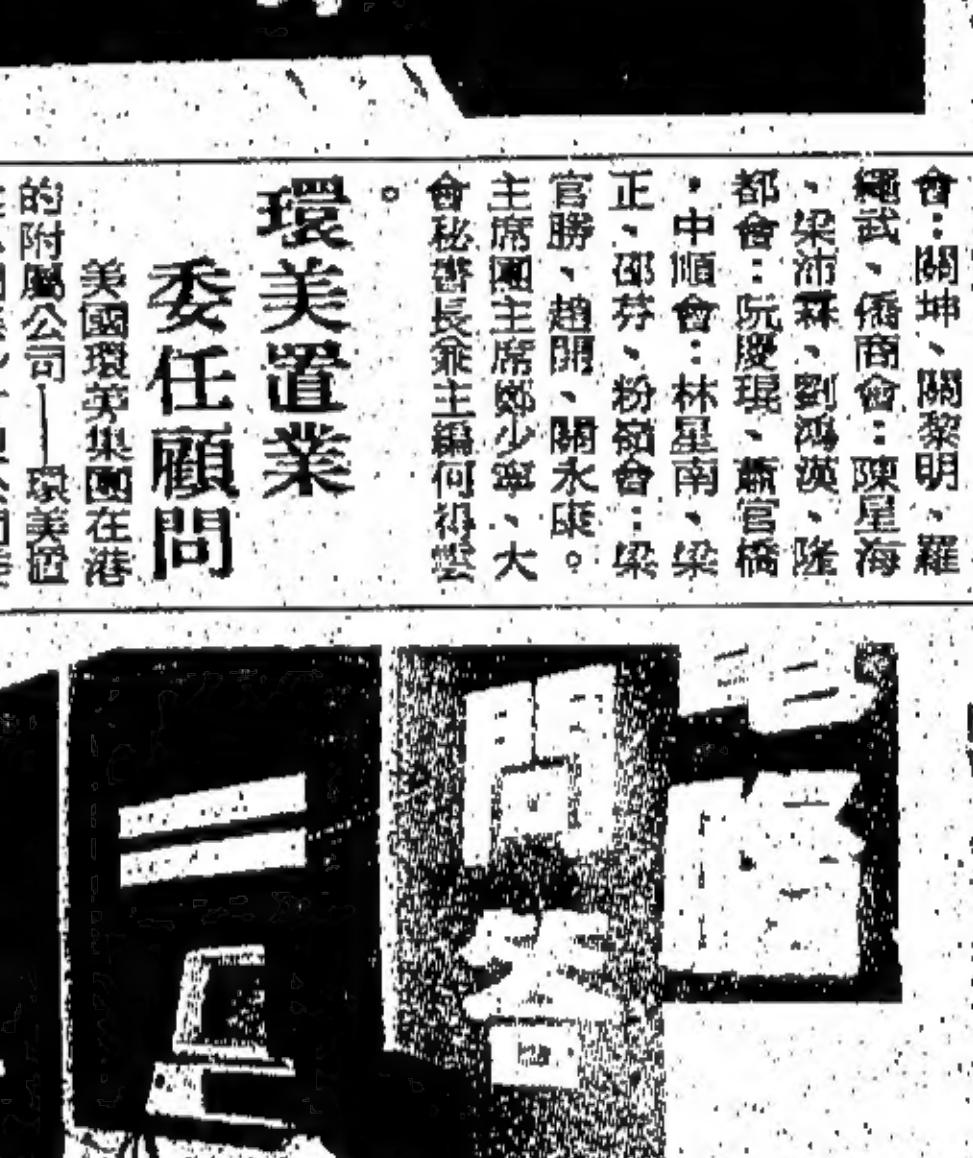 會：關坤、關黎明、羅
繩武、僑商會：陳星海
、梁沛霖、劉鴻漢、隆
都會：阮慶琨、蕭官橋
，中順會：林星南、梁
正、邵芬、粉嶺會：梁
官勝、趙開、關永康。
主席團主席鄭少寧、大
會秘書長兼主編何祖雲
。
環美置業
委任顧問
美國環美集團在港
的附屬公司——環美置
問答